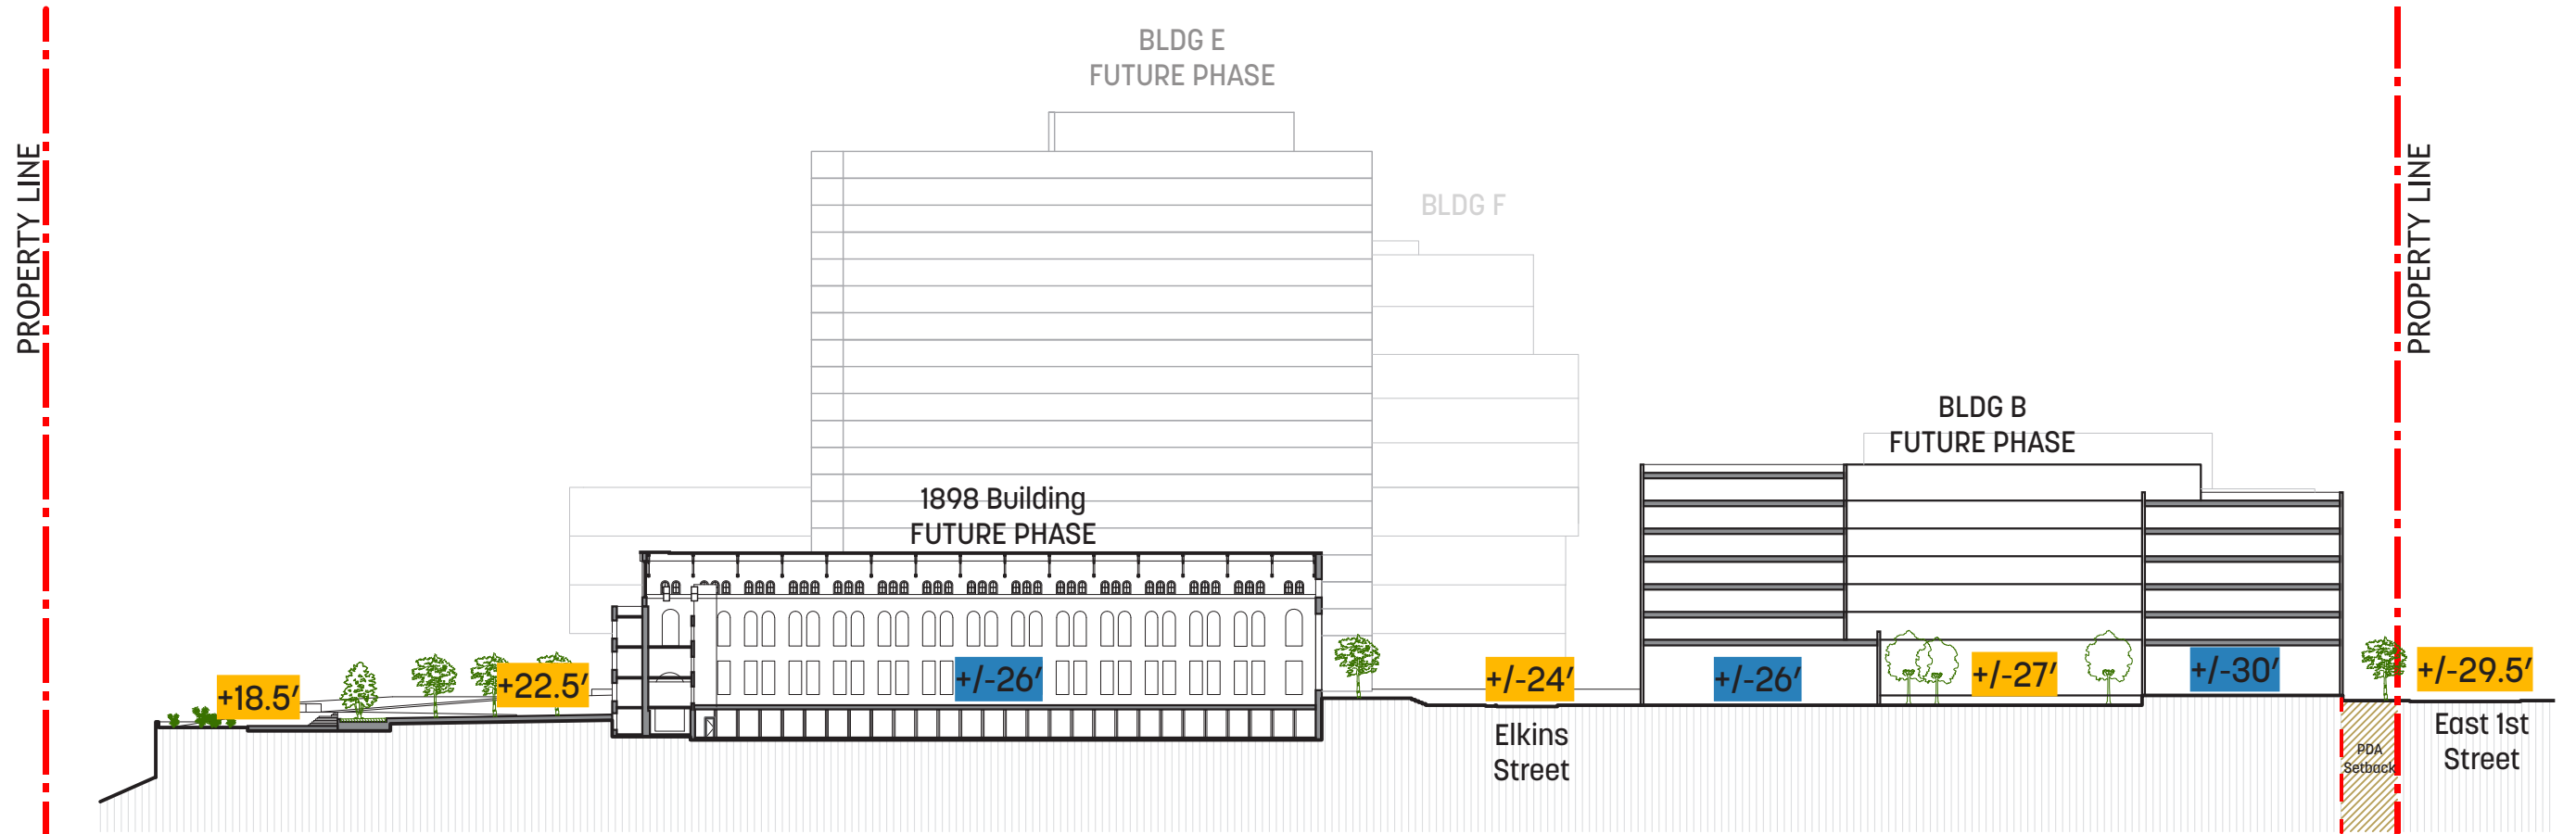 BLDG E
FUTURE PHASE
PROPERTY LINE
PROPERTY LINE
BLDG F
BLDG B
FUTURE PHASE
1898 Building
FUTURE PHASE
+18.5′
+22.5′
+/-26′
+/-24′
+/-26′
+/-27′
+/-30′
+/-29.5′
Elkins
Street
PDA
Setback
East 1st
Street